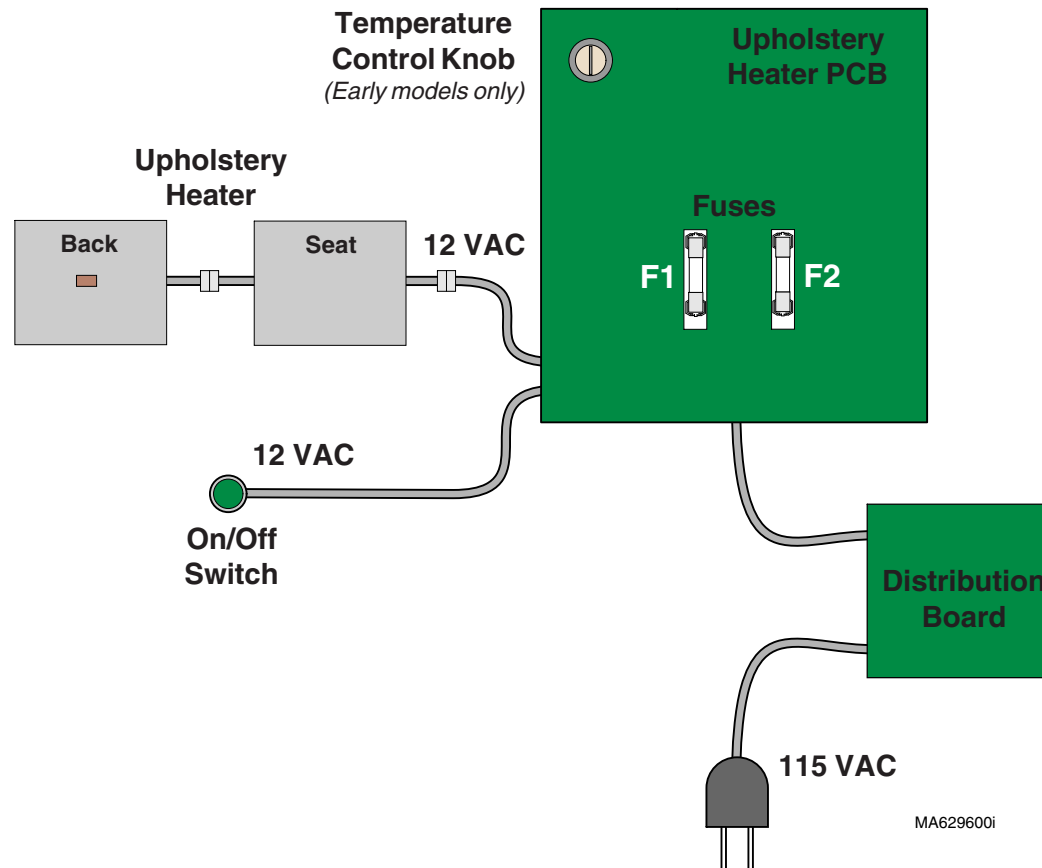 Temperature
Control Knob
(Early models only)
Upholstery
Heater PCB
Upholstery
Heater
Back
Seat
12 VAC
Fuses
F1
F2
12 VAC
On/Off
Switch
Distribution
Board
115 VAC
MA629600i